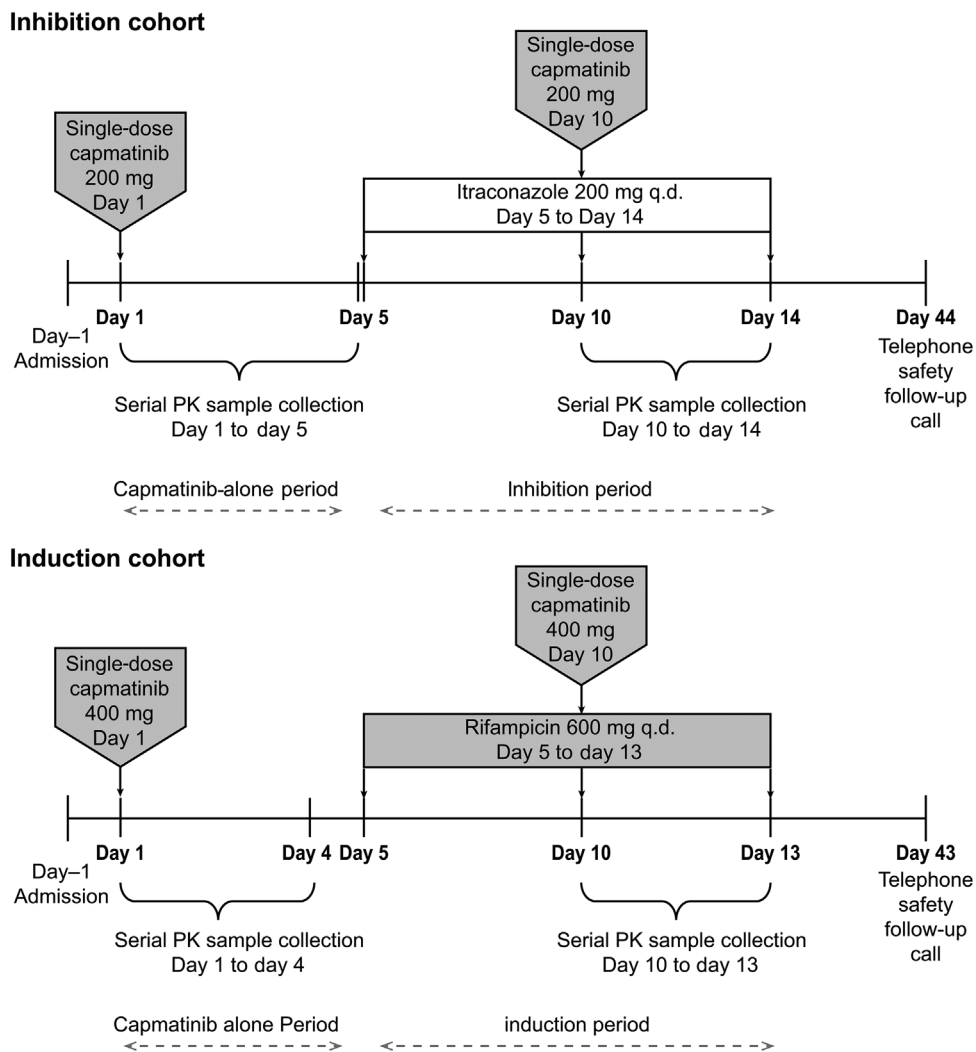 Inhibition cohort
Single-dose
capmatinib
200 mg
Day 10
Single-dose
capmatinib
200 mg
Day 1
Itraconazole 200 mg q.d.
Day 5 to Day 14
Day 1
Day 5
Day 10
Day 14
Day 44
Day–1
Admission
Telephone
safety
follow-up
call
Serial PK sample collection
Day 1 to day 5
Serial PK sample collection
Day 10 to day 14
Capmatinib-alone period
Inhibition period
Induction cohort
Single-dose
capmatinib
400 mg
Day 10
Single-dose
capmatinib
400 mg
Day 1
Rifampicin 600 mg q.d.
Day 5 to day 13
Day 1
Day 4
Day 5
Day 10
Day 13
Day 43
Day–1
Admission
Telephone
safety
follow-up
call
Serial PK sample collection
Day 1 to day 4
Serial PK sample collection
Day 10 to day 13
Capmatinib alone Period
induction period